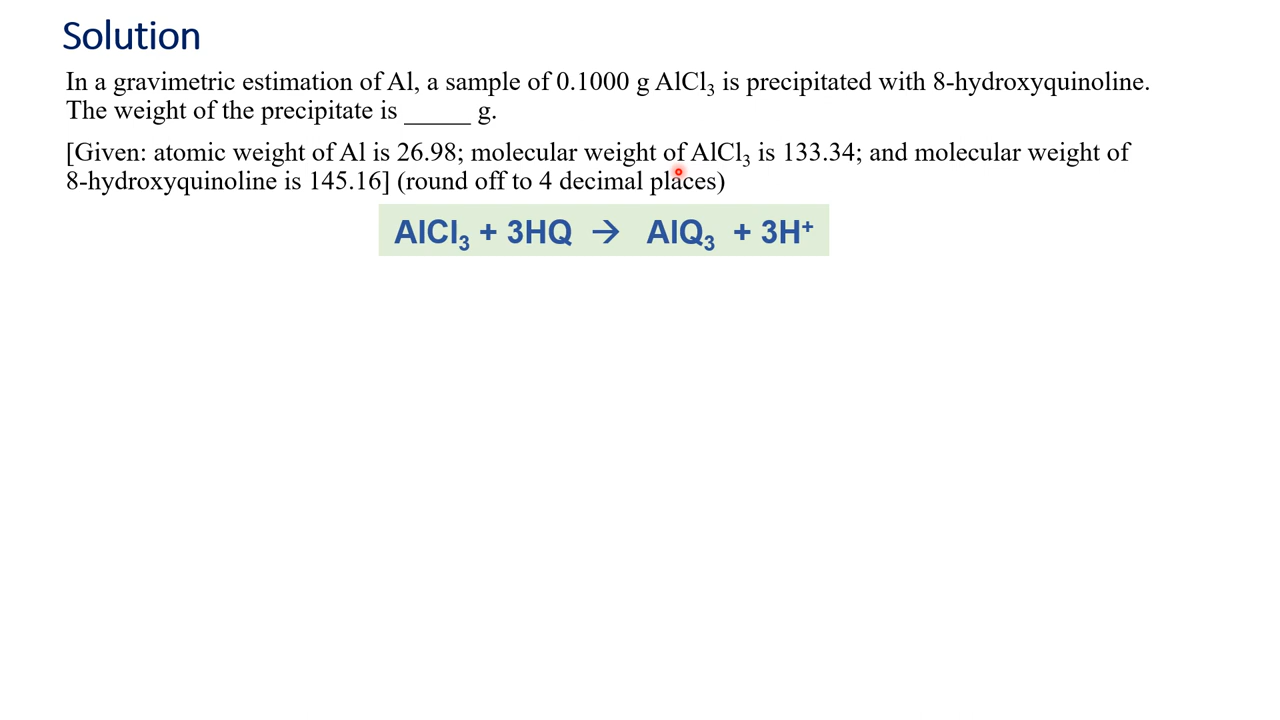 Solution
In a gravimetric estimation of Al, a sample of 0.1000 g AlCl₃ is precipitated with 8-hydroxyquinoline.
The weight of the precipitate is _____ g.
[Given: atomic weight of Al is 26.98; molecular weight of AlCl₃ is 133.34; and molecular weight of
8-hydroxyquinoline is 145.16] (round off to 4 decimal places)
AlCl₃ + 3HQ → AlQ₃ + 3H⁺